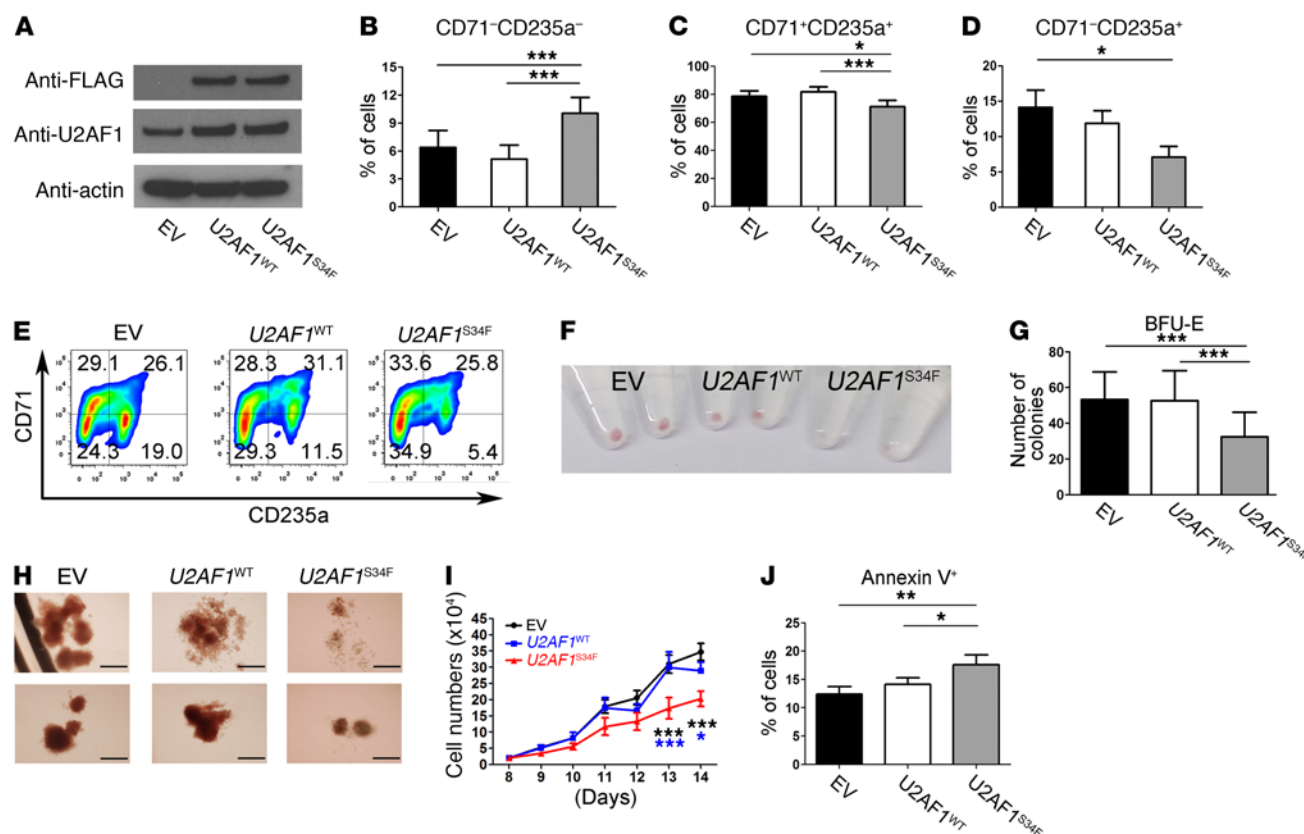 A
Anti-FLAG
Anti-U2AF1
Anti-actin
EV
U2AF1WT
U2AF1S34F
B
CD71–CD235a–
***
***
% of cells
12
9
6
3
0
EV
U2AF1WT
U2AF1S34F
C
CD71+CD235a+
*
***
% of cells
100
80
60
40
20
0
EV
U2AF1WT
U2AF1S34F
D
CD71–CD235a+
*
% of cells
20
15
10
5
0
EV
U2AF1WT
U2AF1S34F
E
EV
U2AF1WT
U2AF1S34F
29.1 26.1
24.3 19.0
28.3 31.1
29.3 11.5
33.6 25.8
34.9 5.4
CD71
CD235a
F
EV U2AF1WT U2AF1S34F
G
BFU-E
***
***
Number of
colonies
80
60
40
20
0
EV
U2AF1WT
U2AF1S34F
H
EV
U2AF1WT
U2AF1S34F
I
EV
U2AF1WT
U2AF1S34F
Cell numbers (x10⁴)
45
40
35
30
25
20
15
10
5
0
***
***
***
*
8 9 10 11 12 13 14
(Days)
J
Annexin V+
**
*
% of cells
25
20
15
10
5
0
EV
U2AF1WT
U2AF1S34F